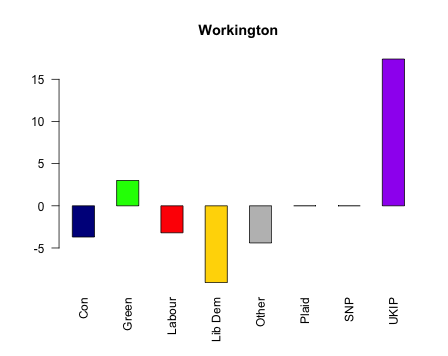 Workington
15
10
5
0
-5
Con
Green
Labour
Lib Dem
Other
Plaid
SNP
UKIP